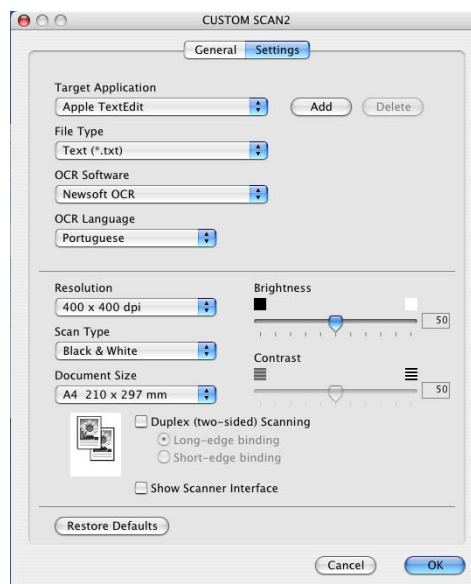 CUSTOM SCAN2
General Settings
Target Application
Apple TextEdit Add Delete
File Type
Text (*.txt)
OCR Software
Newsoft OCR
OCR Language
Portuguese
Resolution Brightness
400 x 400 dpi 50
Scan Type
Black & White Contrast
Document Size
A4 210 x 297 mm 50
Duplex (two-sided) Scanning
Long-edge binding
Short-edge binding
Show Scanner Interface
Restore Defaults
Cancel OK